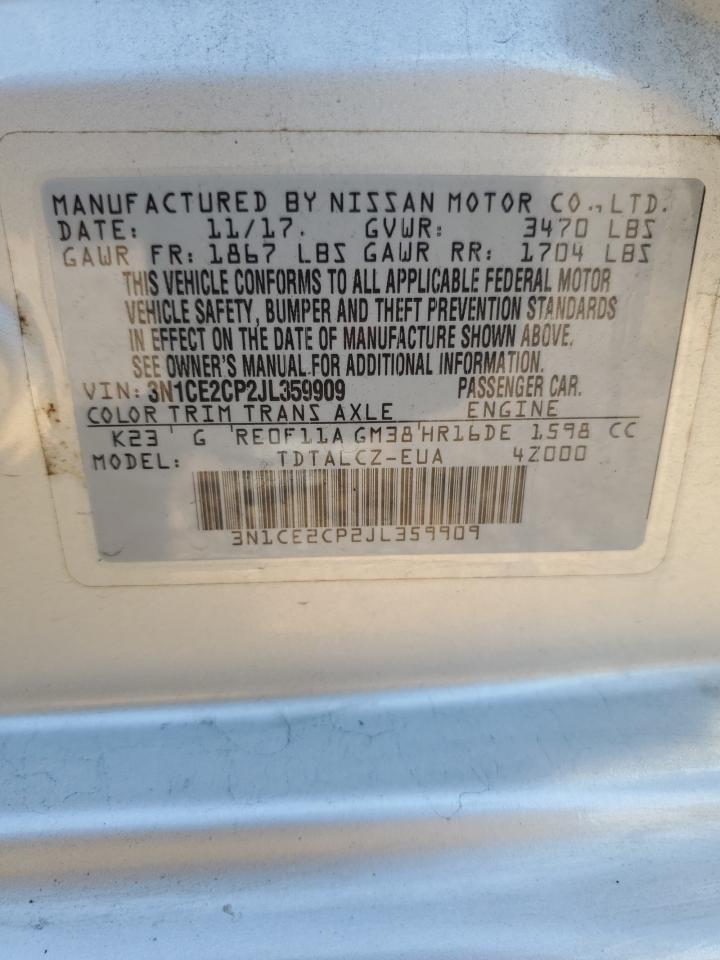 MANUFACTURED BY NISSAN MOTOR CO., LTD.
DATE: 11/17. GVWR: 3470 LBS
GAWR FR: 1867 LBS GAWR RR: 1704 LBS
THIS VEHICLE CONFORMS TO ALL APPLICABLE FEDERAL MOTOR
VEHICLE SAFETY, BUMPER AND THEFT PREVENTION STANDARDS
IN EFFECT ON THE DATE OF MANUFACTURE SHOWN ABOVE.
SEE OWNER'S MANUAL.FOR ADDITIONAL INFORMATION.
VIN: 3N1CE2CP2JL359909 PASSENGER CAR.
COLOR TRIM TRANS AXLE ENGINE
K23 G RE0F11A GM38 HR16DE 1598 CC
MODEL: TDTALCZ-EUA 4Z000
3N1CE2CP2JL359909